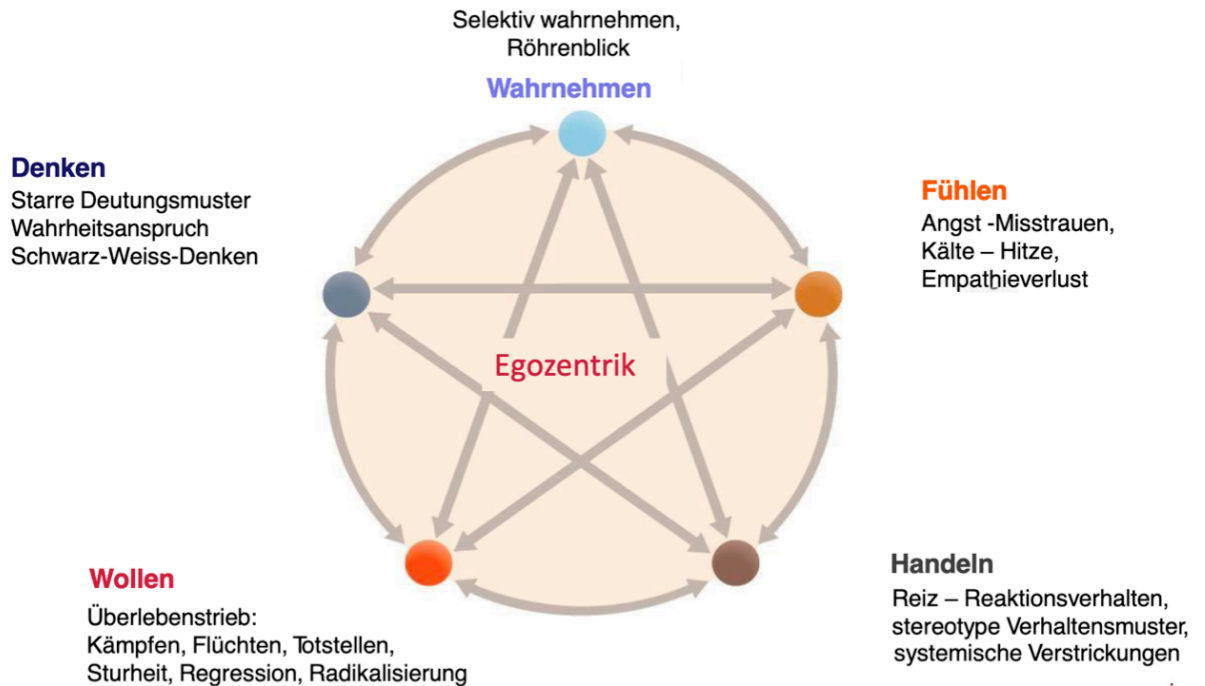 Selektiv wahrnehmen,
Röhrenblick
Wahrnehmen
Denken
Starre Deutungsmuster
Wahrheitsanspruch
Schwarz-Weiss-Denken
Fühlen
Angst -Misstrauen,
Kälte – Hitze,
Empathieverlust
Egozentrik
Wollen
Überlebenstrieb:
Kämpfen, Flüchten, Totstellen,
Sturheit, Regression, Radikalisierung
Handeln
Reiz – Reaktionsverhalten,
stereotype Verhaltensmuster,
systemische Verstrickungen